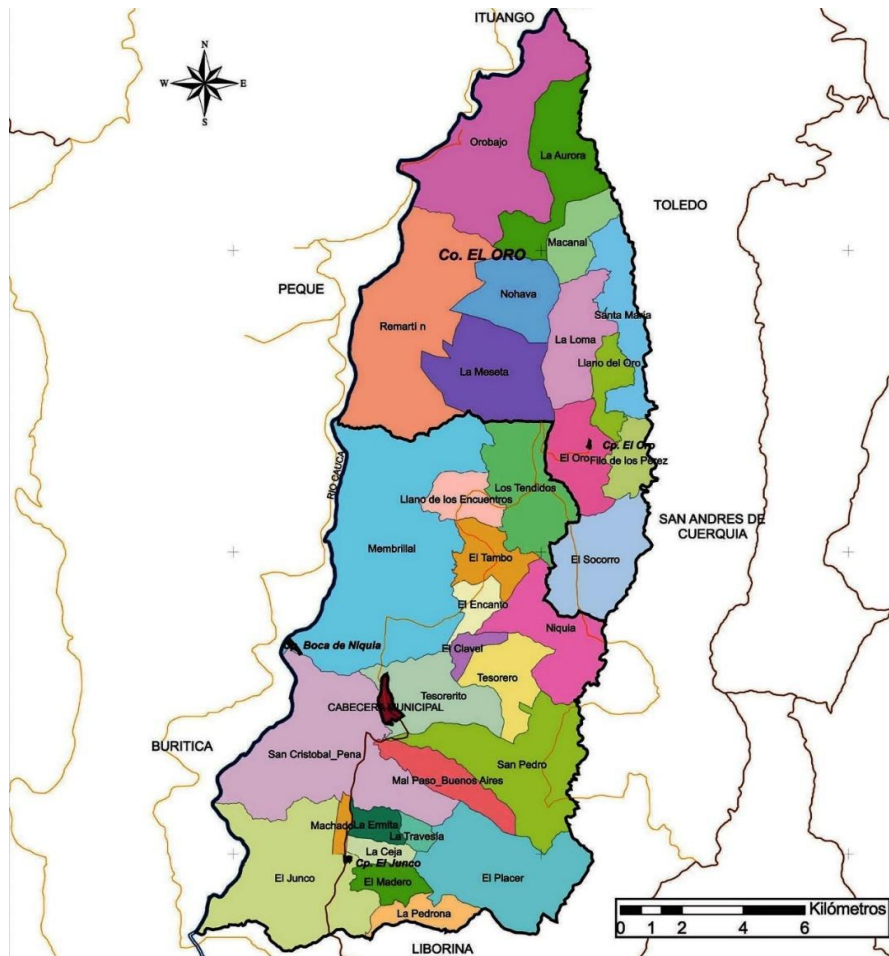 ITUANGO
N
W
E
S
Orobajo
La Aurora
TOLEDO
Macanal
Co. EL ORO
PEQUE
Nohava
Santa Maria
Remarti n
La Loma
Llano del Oro
La Meseta
Cp. El Oro
El Oro
Filo de los Perez
RIO CAUCA
Los Tendidos
Llano de los Encuentros
SAN ANDRES DE
CUERQUIA
Membrillal
El Tambo
El Socorro
El Encanto
Niquia
Boca de Niquia
El Clavel
Tesorero
Tesorerito
CABECERA MUNICIPAL
BURITICA
San Cristobal_Pena
San Pedro
Mal Paso_Buenos Aires
Machado
La Ermita
La Travesia
La Ceja
Cp. El Junco
El Junco
El Madero
El Placer
La Pedrona
Kilómetros
0 1 2 4 6
LIBORINA